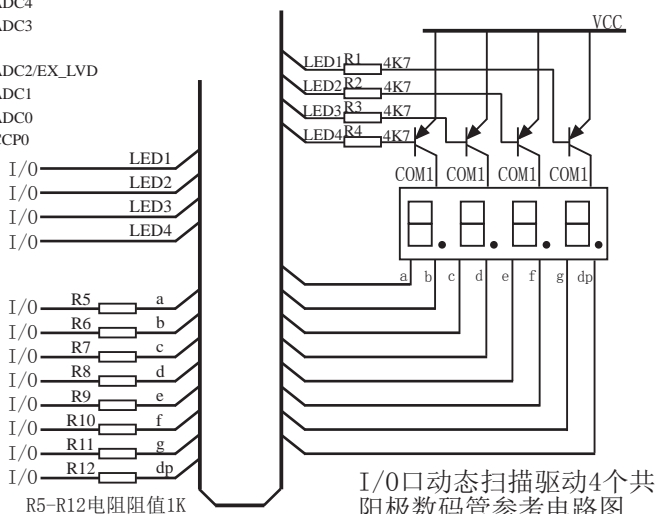 ADC4
ADC3
ADC2/EX_LVD
ADC1
ADC0
CCP0
I/O LED1
I/O LED2
I/O LED3
I/O LED4
I/O R5 a
I/O R6 b
I/O R7 c
I/O R8 d
I/O R9 e
I/O R10 f
I/O R11 g
I/O R12 dp
R5-R12电阻阻值1K
VCC
LED1 R1 4K7
LED2 R2 4K7
LED3 R3 4K7
LED4 R4 4K7
COM1 COM1 COM1 COM1
a b c d e f g dp
I/O口动态扫描驱动4个共
阳极数码管参考电路图